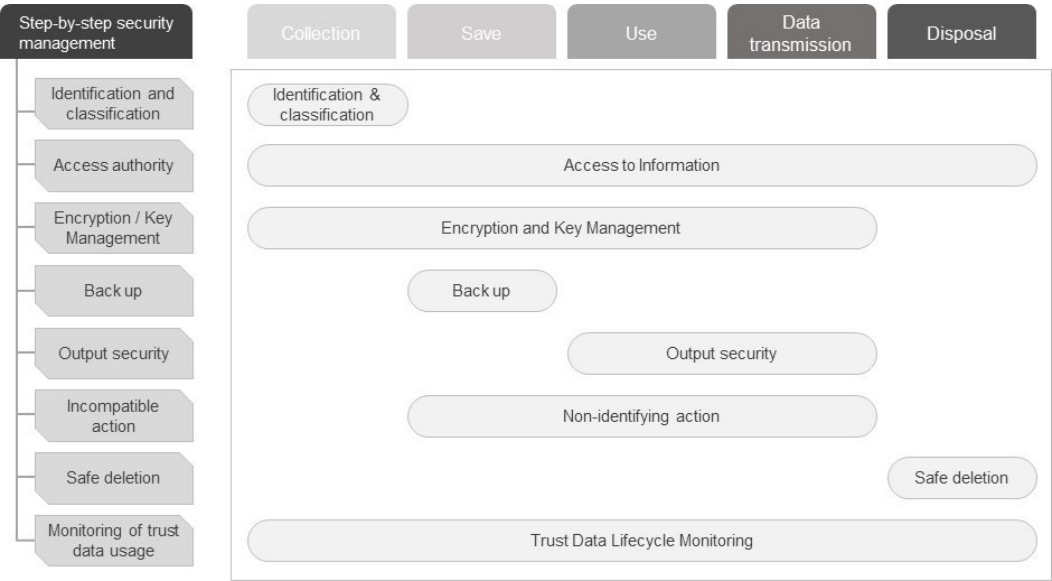 Step-by-step security
management
Collection
Save
Use
Data
transmission
Disposal
Identification and
classification
Identification &
classification
Access authority
Access to Information
Encryption / Key
Management
Encryption and Key Management
Back up
Back up
Output security
Output security
Incompatible
action
Non-identifying action
Safe deletion
Safe deletion
Monitoring of trust
data usage
Trust Data Lifecycle Monitoring